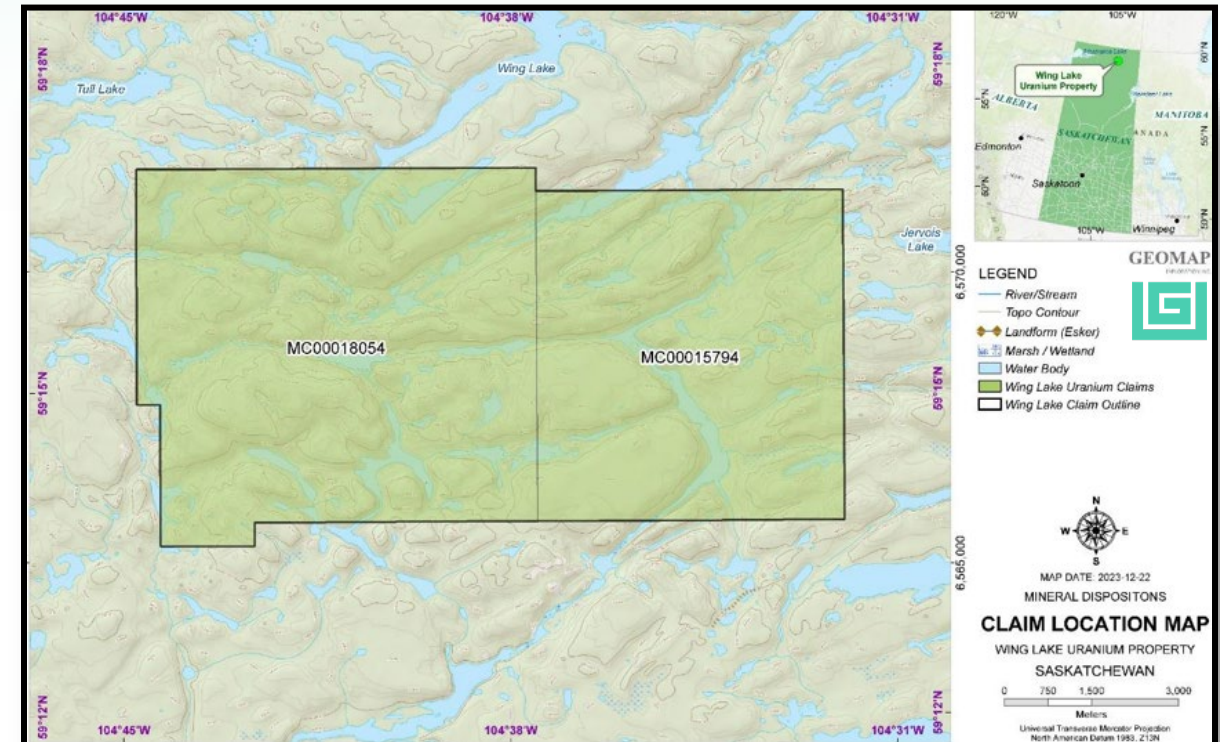 104°45'W
104°38'W
104°31'W
59°18'N
59°18'N
Tull Lake
Wing Lake
Jervois
Lake
MC00018054
MC00015794
59°15'N
59°15'N
6,570,000
6,565,000
59°12'N
59°12'N
104°45'W
104°38'W
104°31'W
120°W
105°W
60°N
Wing Lake
Uranium Property
55°N
ALBERTA
MANITOBA
SASKATCHEWAN
ANADA
55°N
Edmonton
Saskatoon
50°N
105°W
Winnipeg
GEOMAP
LEGEND
River/Stream
Topo Contour
Landform (Esker)
Marsh / Wetland
Water Body
Wing Lake Uranium Claims
Wing Lake Claim Outline
N
W
E
S
MAP DATE: 2023-12-22
MINERAL DISPOSITONS
CLAIM LOCATION MAP
WING LAKE URANIUM PROPERTY
SASKATCHEWAN
0 750 1,500 3,000
Meters
Universal Transverse Mercator Projection
North American Datum 1983, Z13N